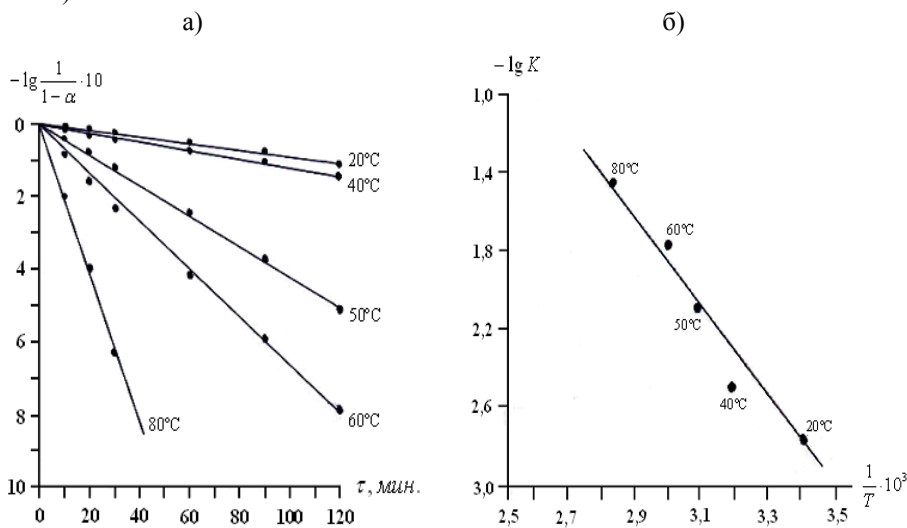 а)
б)
−lg 1/(1−α) ·10
0
2
4
6
8
10
20°C
40°C
50°C
60°C
80°C
0 20 40 60 80 100 120
τ, мин.
−lg K
1,0
1,4
1,8
2,2
2,6
3,0
80°C
60°C
50°C
40°C
20°C
2,5 2,7 2,9 3,1 3,3 3,5
1/T ·10³